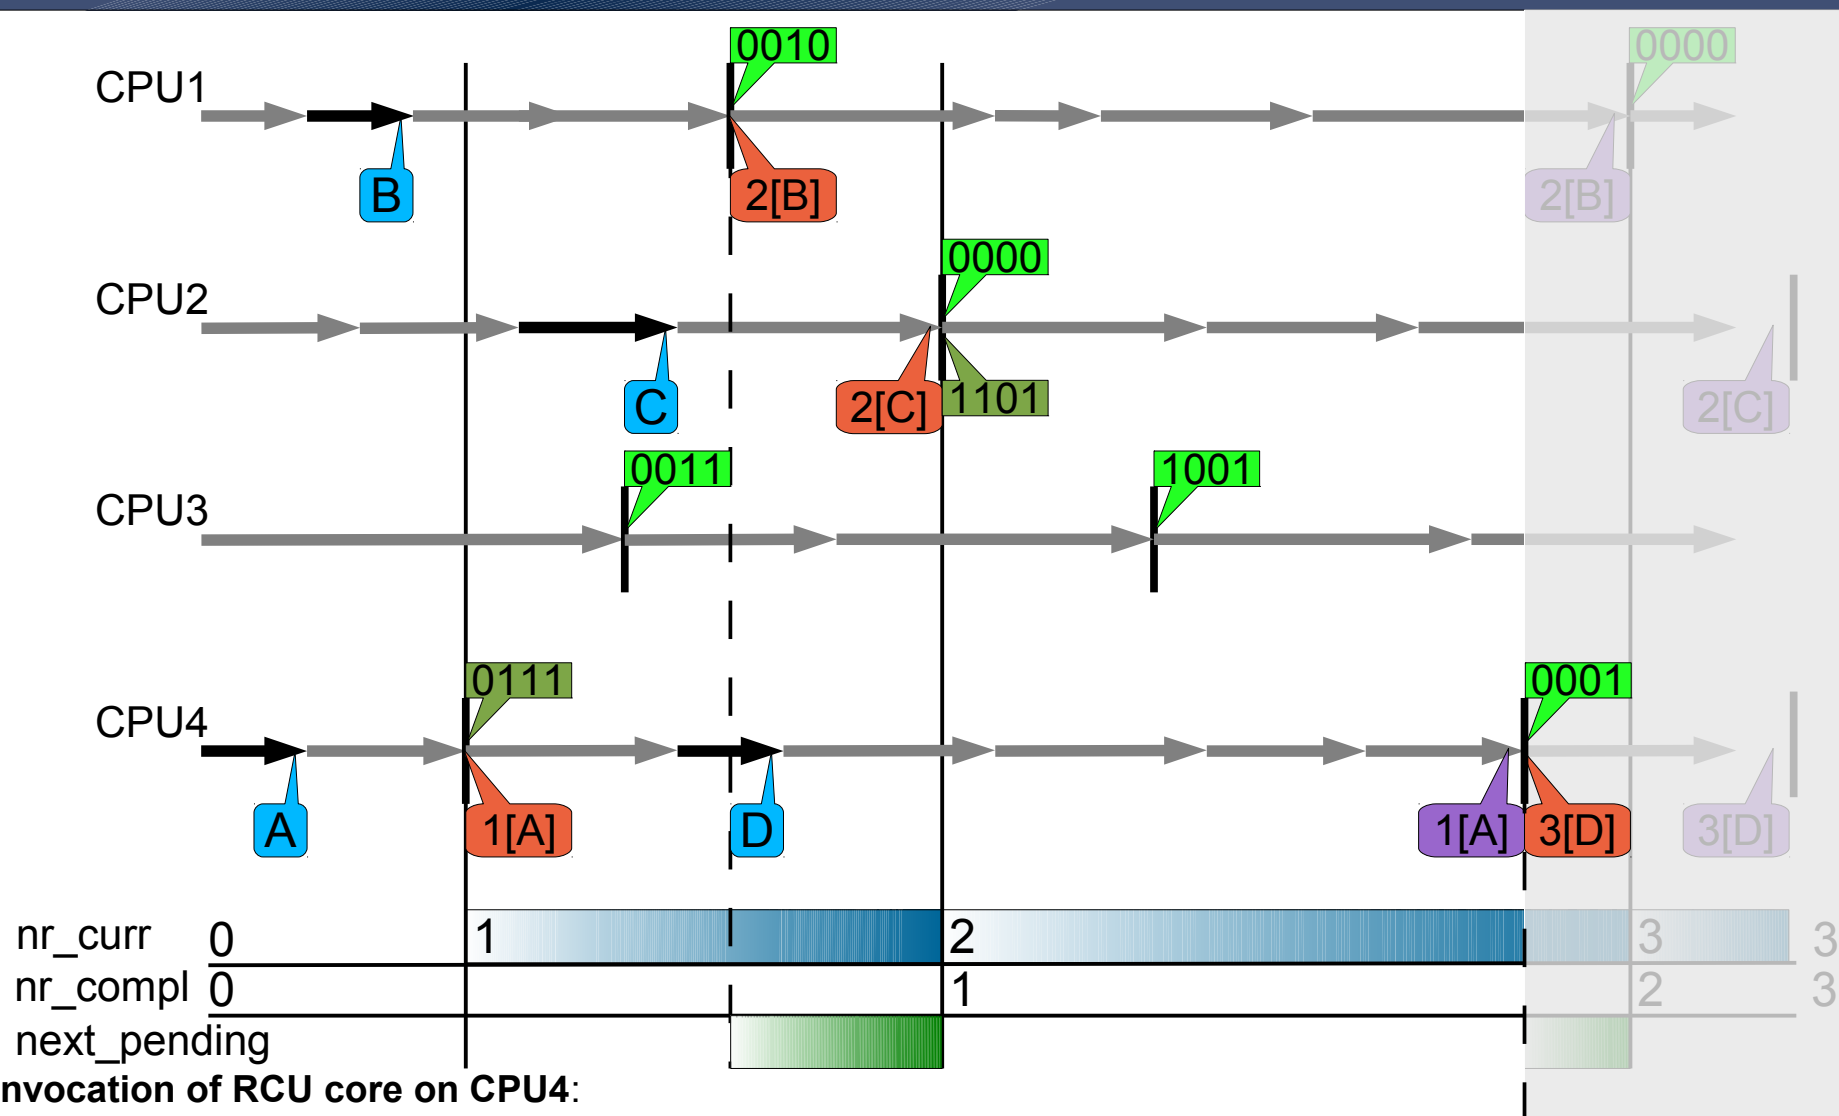 0010
0000
CPU1
B
2[B]
2[B]
0000
CPU2
C
2[C]
1101
2[C]
0011
1001
CPU3
0111
0001
CPU4
A
1[A]
D
1[A]
3[D]
3[D]
nr_curr 0 1 2 3 3
nr_compl 0 1 2 3
next_pending
nvocation of RCU core on CPU4: